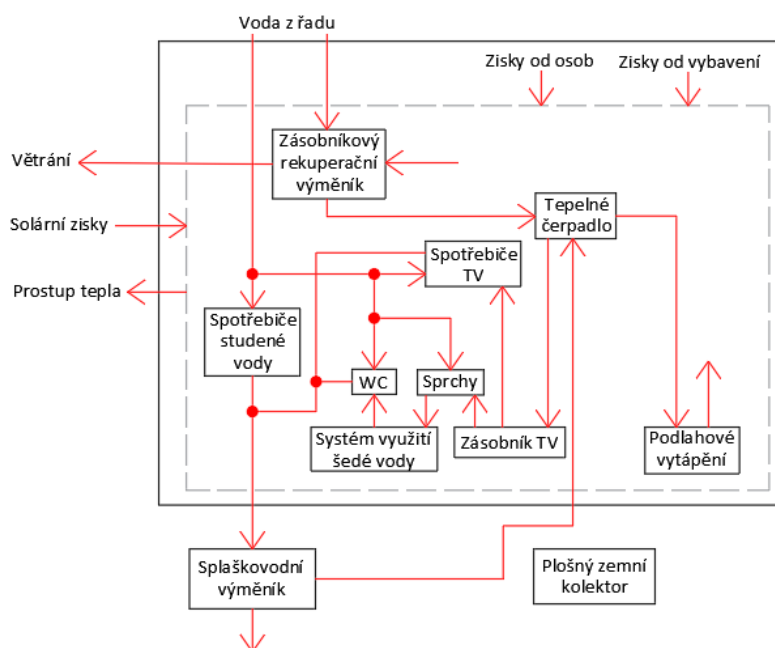 Voda z řadu
Zisky od osob
Zisky od vybavení
Zásobníkový
rekuperační
výměník
Větrání
Tepelné
čerpadlo
Solární zisky
Spotřebiče
TV
Prostup tepla
Spotřebiče
studené
vody
WC
Sprchy
Systém využití
šedé vody
Zásobník TV
Podlahové
vytápění
Splaškovodní
výměník
Plošný zemní
kolektor